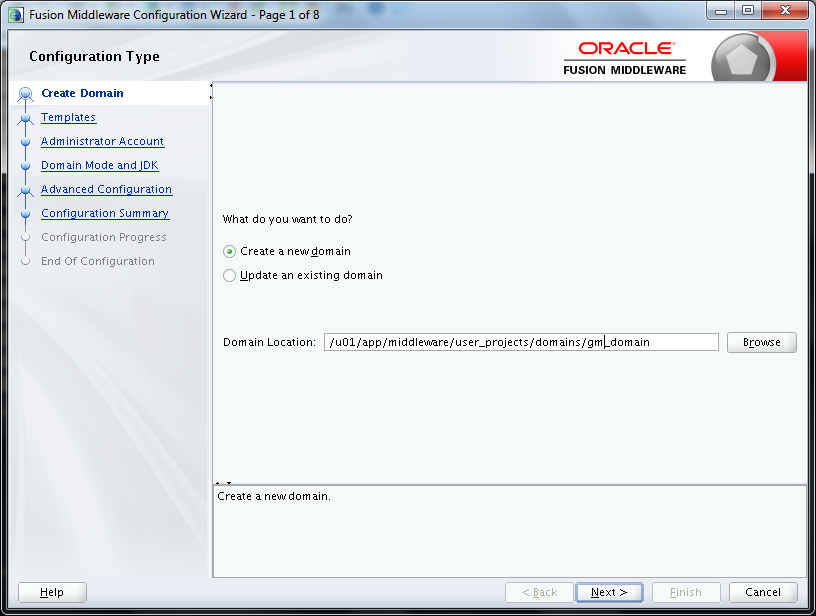 Fusion Middleware Configuration Wizard - Page 1 of 8
Configuration Type
ORACLE
FUSION MIDDLEWARE
Create Domain
Templates
Administrator Account
Domain Mode and JDK
Advanced Configuration
Configuration Summary
Configuration Progress
End Of Configuration
What do you want to do?
Create a new domain
Update an existing domain
Domain Location: /u01/app/middleware/user_projects/domains/gm_domain Browse
Create a new domain.
Help < Back Next > Finish Cancel